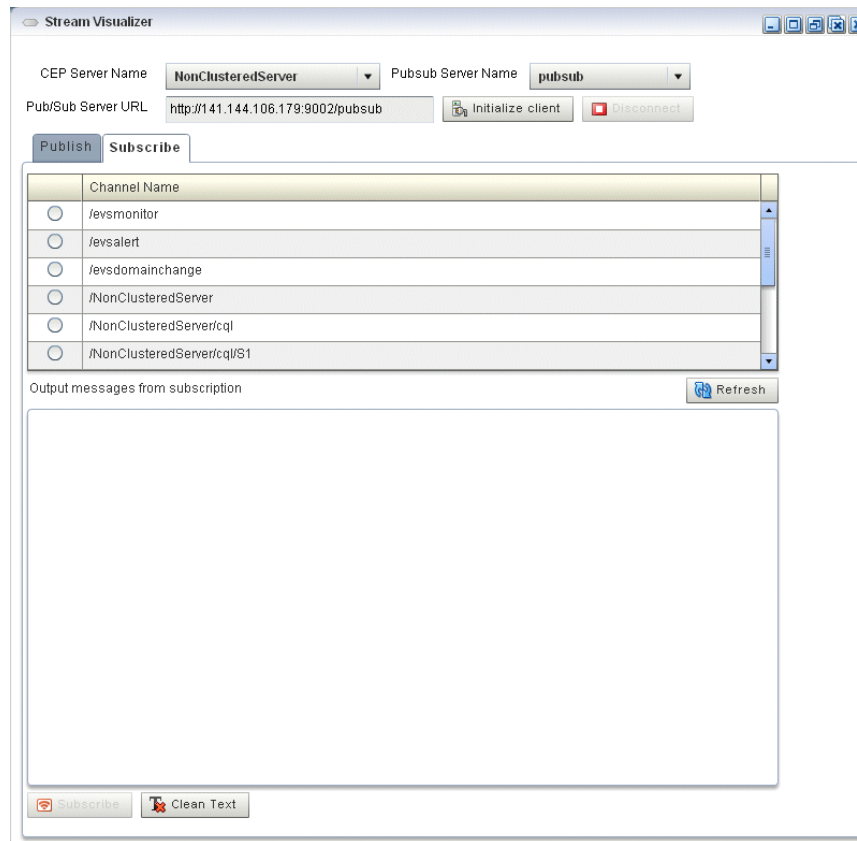 Stream Visualizer
CEP Server Name NonClusteredServer Pubsub Server Name pubsub
Pub/Sub Server URL http://141.144.106.179:9002/pubsub Initialize client Disconnect
Publish Subscribe
Channel Name
/evsmonitor
/evsalert
/evsdomainchange
/NonClusteredServer
/NonClusteredServer/cql
/NonClusteredServer/cql/S1
Output messages from subscription Refresh
Subscribe Clean Text